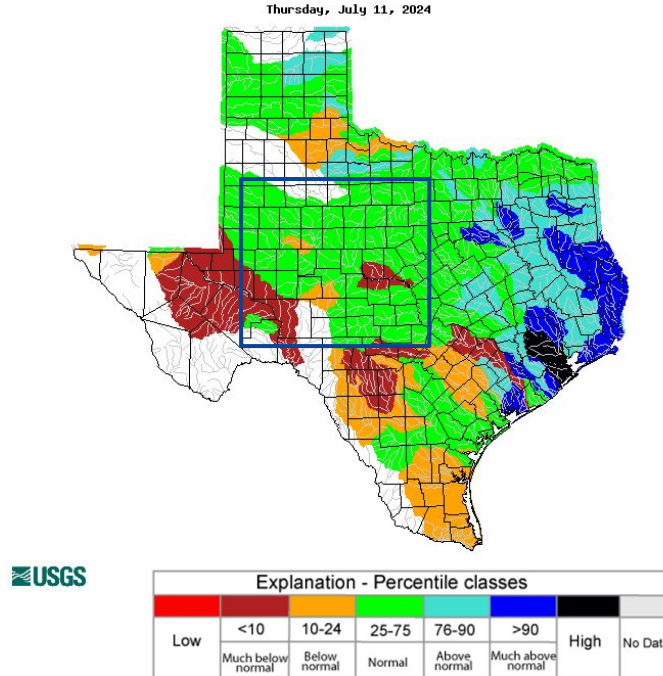 Thursday, July 11, 2024
USGS
Explanation - Percentile classes
Low
<10
10-24
25-75
76-90
>90
High
No Dat
Much below
normal
Below
normal
Normal
Above
normal
Much above
normal